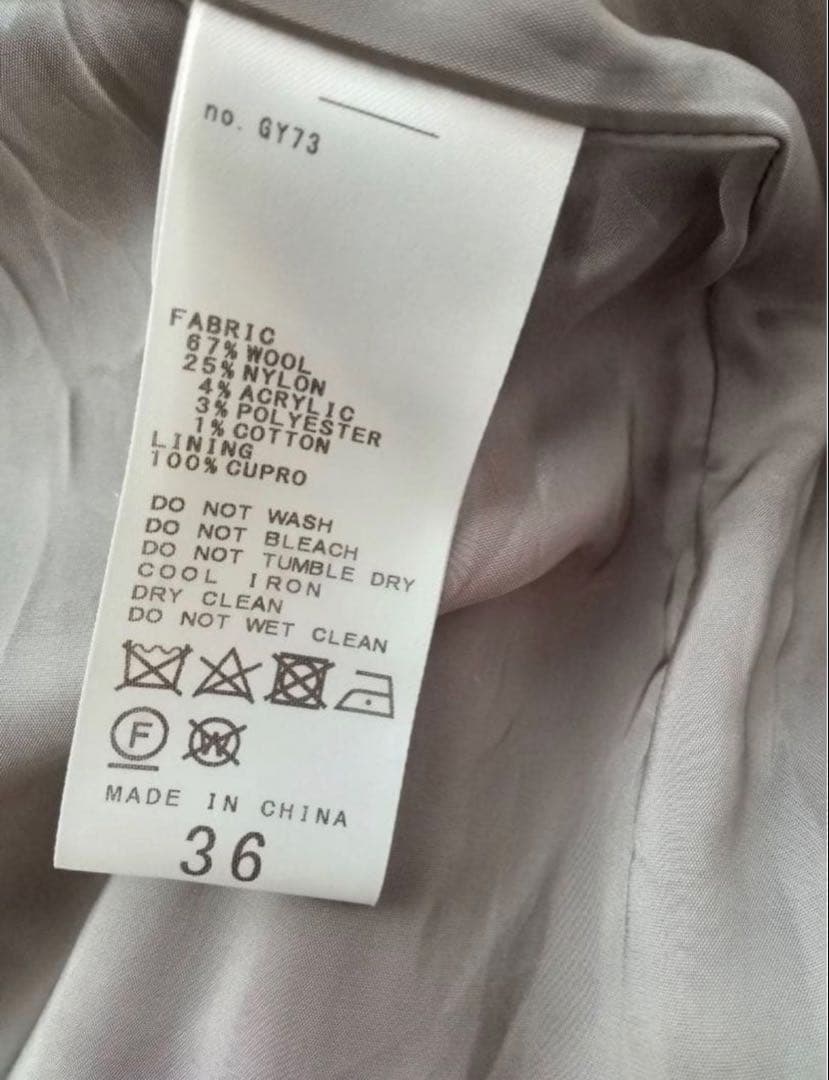 no. GY73
FABRIC
67% WOOL
25% NYLON
4% ACRYLIC
3% POLYESTER
1% COTTON
LINING
100% CUPRO
DO NOT WASH
DO NOT BLEACH
DO NOT TUMBLE DRY
COOL IRON
DRY CLEAN
DO NOT WET CLEAN
F W
MADE IN CHINA
36